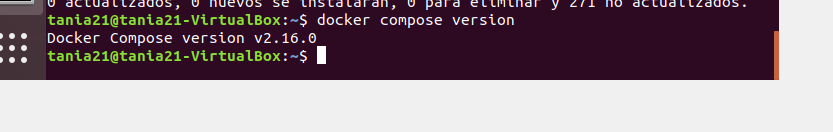 0 actualizados, 0 nuevos se instalarán, 0 para eliminar y 271 no actualizados.
tania21@tania21-VirtualBox:~$ docker compose version
Docker Compose version v2.16.0
tania21@tania21-VirtualBox:~$